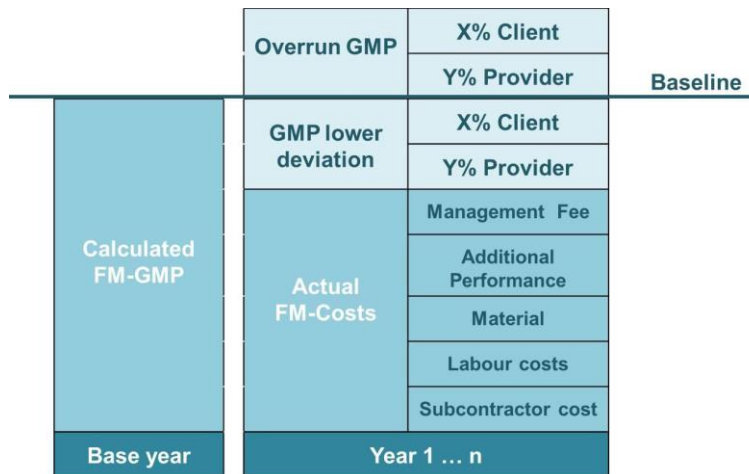 Overrun GMP
X% Client
Y% Provider
Baseline
GMP lower
deviation
X% Client
Y% Provider
Calculated
FM-GMP
Actual
FM-Costs
Management Fee
Additional
Performance
Material
Labour costs
Subcontractor cost
Base year
Year 1 ... n